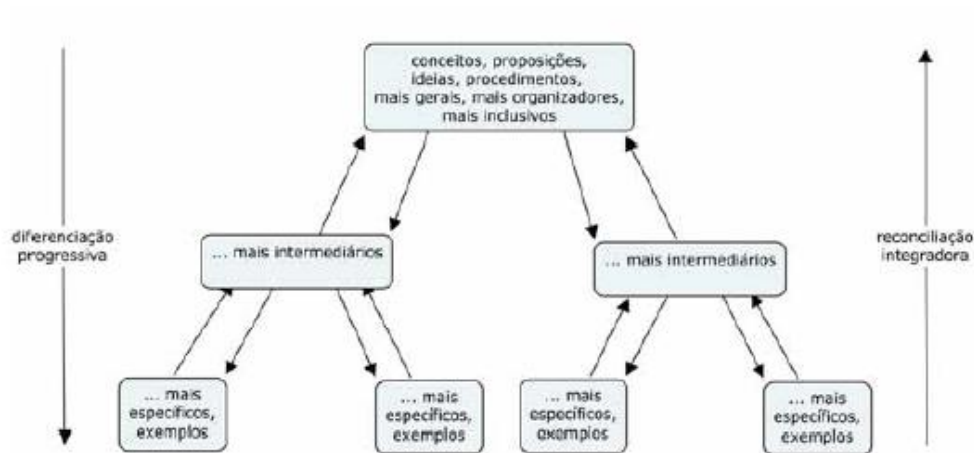 conceitos, proposições,
ideias, procedimentos,
mais gerais, mais organizadores,
mais inclusivos
diferenciação
progressiva
reconciliação
integradora
... mais intermediários
... mais intermediários
... mais
específicos,
exemplos
... mais
específicos,
exemplos
... mais
específicos,
exemplos
... mais
específicos,
exemplos